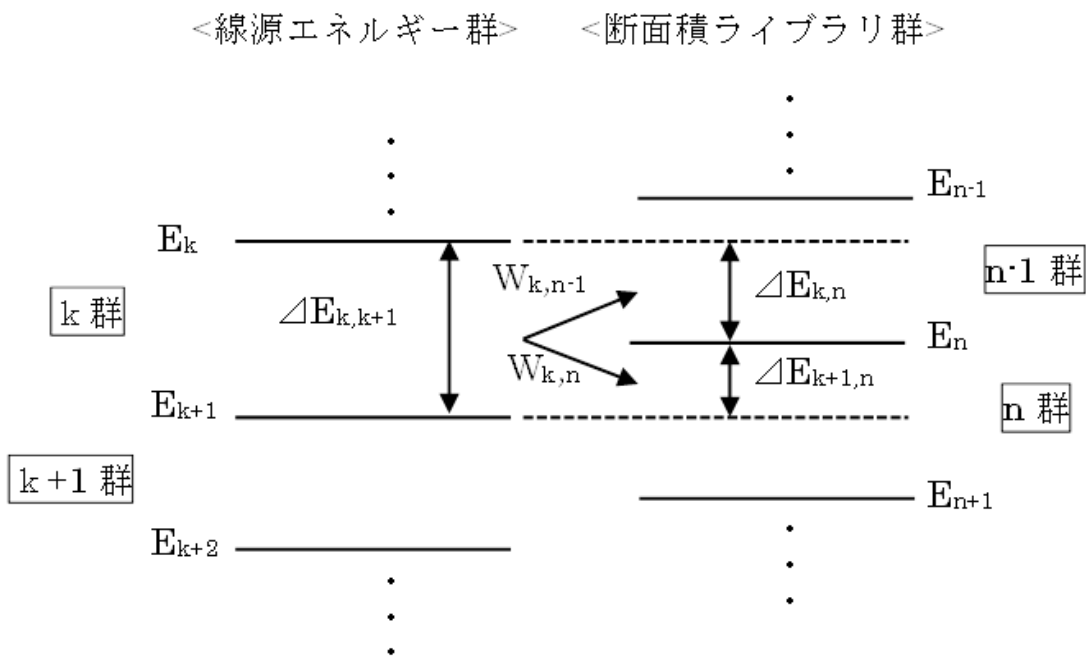 <線源エネルギー群> <断面積ライブラリ群>
En-1
Ek
Wk,n-1
n-1 群
⊿Ek,n
k 群
⊿Ek,k+1
En
Wk,n
⊿Ek+1,n
Ek+1
n 群
k+1 群
En+1
Ek+2